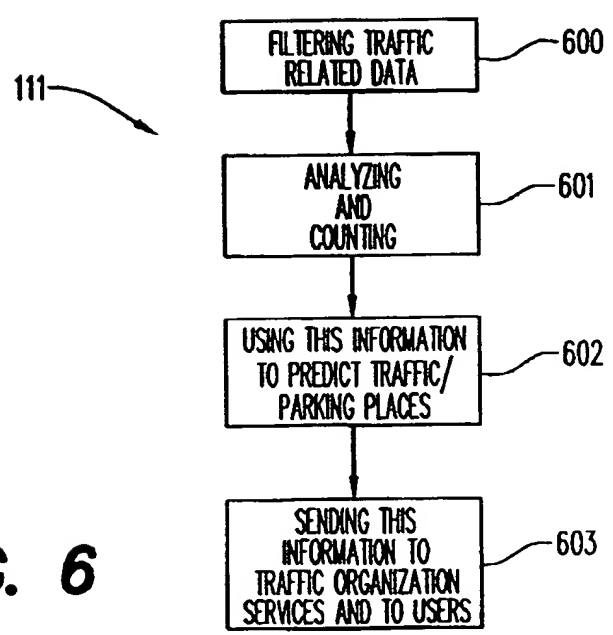 FILTERING TRAFFIC
RELATED DATA
600
111
ANALYZING
AND
COUNTING
601
USING THIS INFORMATION
TO PREDICT TRAFFIC/
PARKING PLACES
602
SENDING THIS
INFORMATION TO
TRAFFIC ORGANIZATION
SERVICES AND TO USERS
603
6